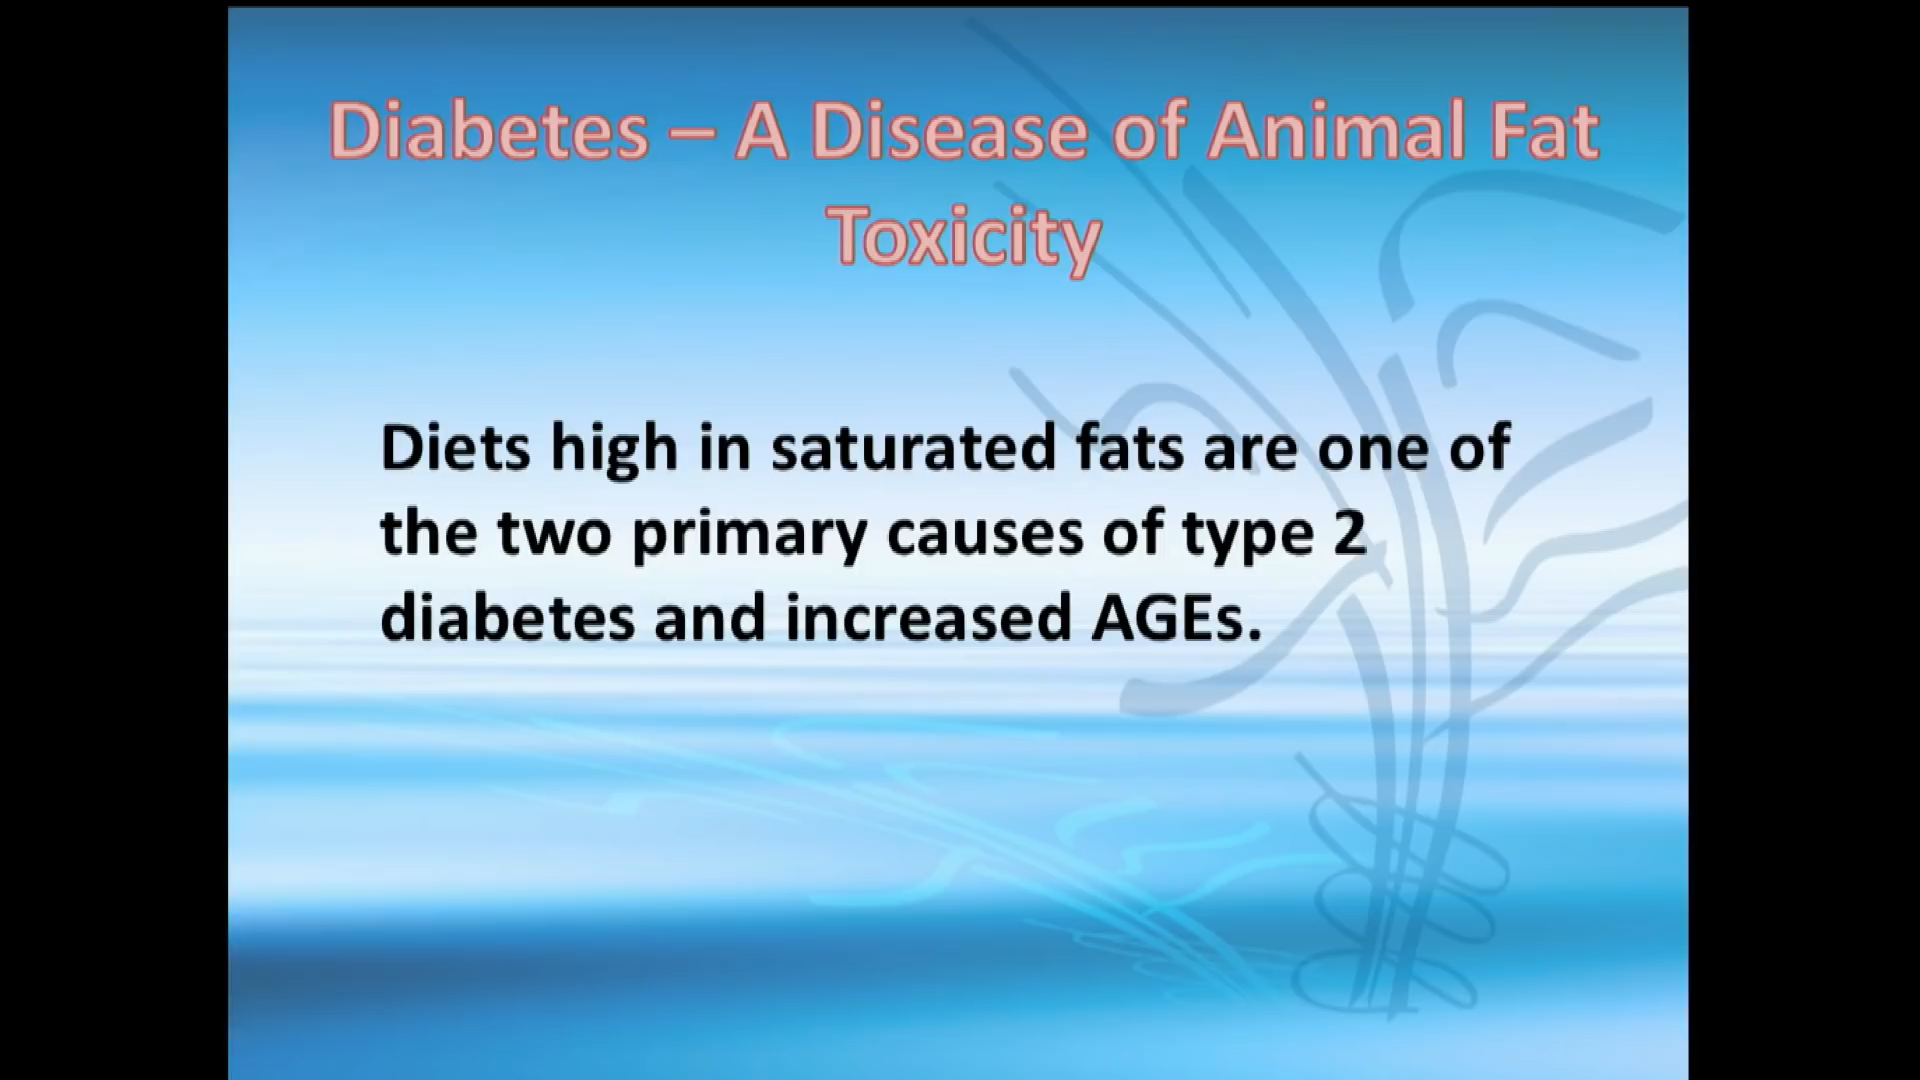 Diabetes – A Disease of Animal Fat
Toxicity
Diets high in saturated fats are one of
the two primary causes of type 2
diabetes and increased AGEs.